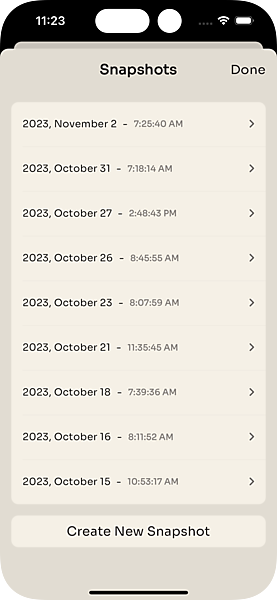 11:23
Snapshots
Done
2023, November 2 - 7:25:40 AM
2023, October 31 - 7:18:14 AM
2023, October 27 - 2:48:43 PM
2023, October 26 - 8:45:55 AM
2023, October 23 - 8:07:59 AM
2023, October 21 - 11:35:45 AM
2023, October 18 - 7:39:36 AM
2023, October 16 - 8:11:52 AM
2023, October 15 - 10:53:17 AM
Create New Snapshot